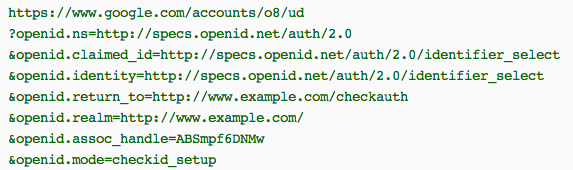 https://www.google.com/accounts/o8/ud
?openid.ns=http://specs.openid.net/auth/2.0
&openid.claimed_id=http://specs.openid.net/auth/2.0/identifier_select
&openid.identity=http://specs.openid.net/auth/2.0/identifier_select
&openid.return_to=http://www.example.com/checkauth
&openid.realm=http://www.example.com/
&openid.assoc_handle=ABSmpf6DNMw
&openid.mode=checkid_setup